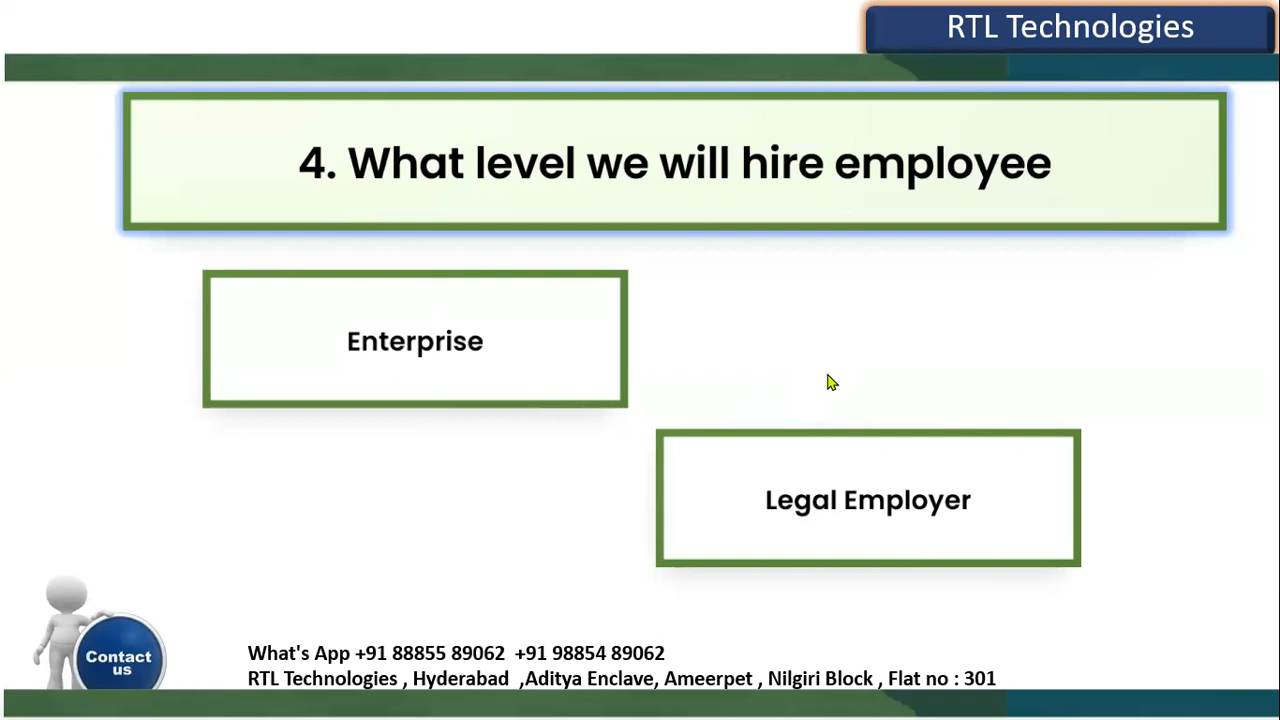 RTL Technologies
4. What level we will hire employee
Enterprise
Legal Employer
Contact
us
What's App +91 88855 89062  +91 98854 89062
RTL Technologies , Hyderabad  ,Aditya Enclave, Ameerpet , Nilgiri Block , Flat no : 301